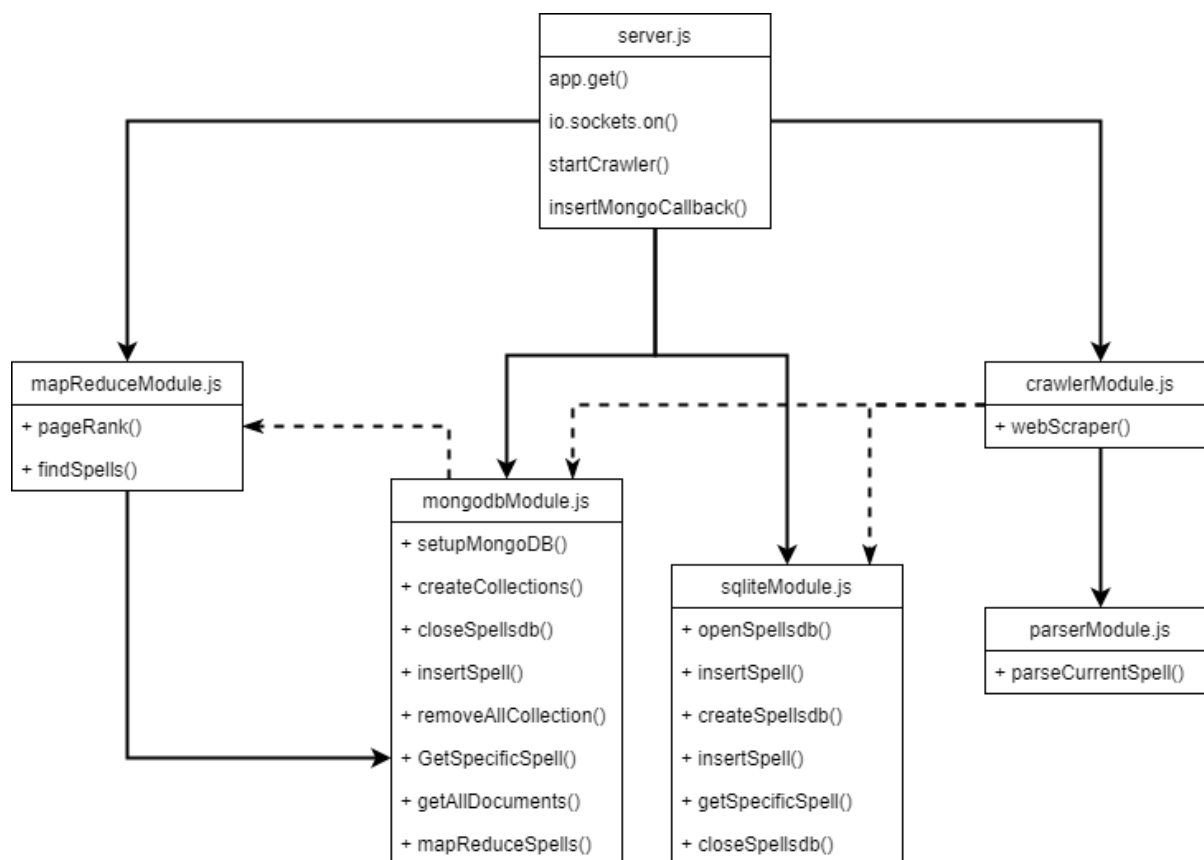 server.js
app.get()
io.sockets.on()
startCrawler()
insertMongoCallback()
mapReduceModule.js
+ pageRank()
+ findSpells()
mongodbModule.js
+ setupMongoDB()
+ createCollections()
+ closeSpellsdb()
+ insertSpell()
+ removeAllCollection()
+ GetSpecificSpell()
+ getAllDocuments()
+ mapReduceSpells()
sqliteModule.js
+ openSpellsdb()
+ insertSpell()
+ createSpellsdb()
+ insertSpell()
+ getSpecificSpell()
+ closeSpellsdb()
crawlerModule.js
+ webScraper()
parserModule.js
+ parseCurrentSpell()